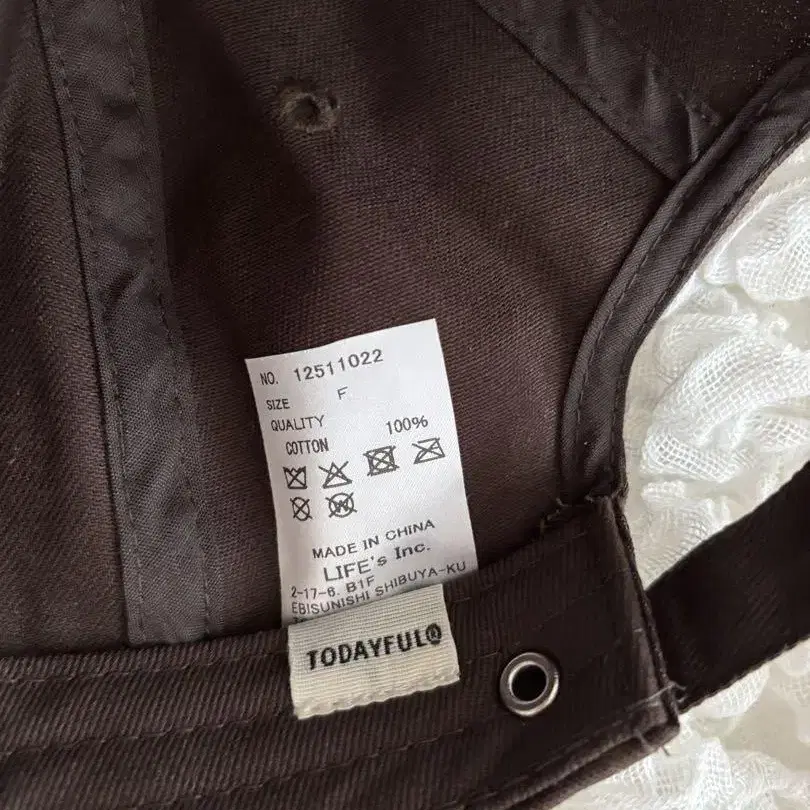 NO. 12511022
SIZE F
QUALITY
COTTON 100%
MADE IN CHINA
LIFE's Inc.
2-17-6. B1F
EBISUNISHI SHIBUYA-KU
TODAYFUL®